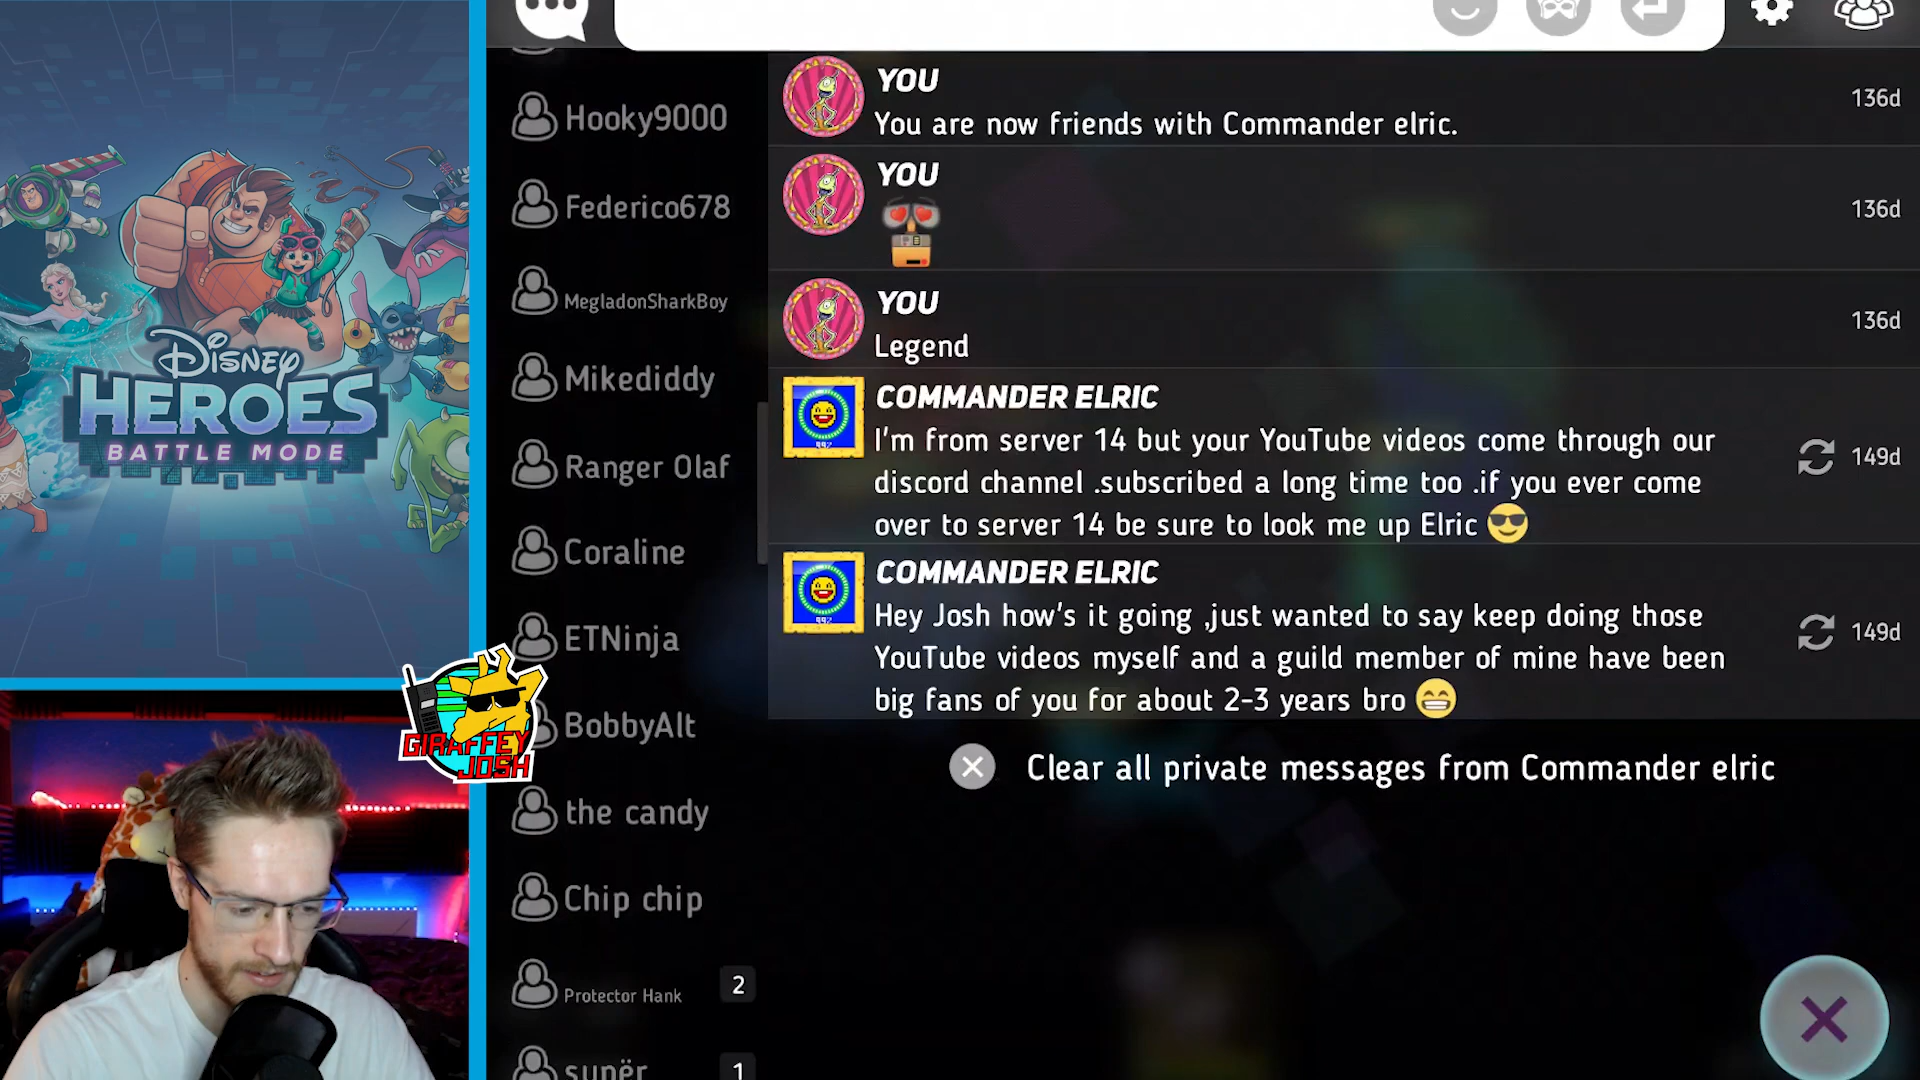 DISNEY
HEROES
BATTLE MODE
GIRAFFEY
JOSH
Hooky9000
Federico678
MegladonSharkBoy
Mikediddy
Ranger Olaf
Coraline
ETNinja
BobbyAlt
the candy
Chip chip
Protector Hank 2
supër 1
YOU
You are now friends with Commander elric.
136d
YOU
136d
YOU
Legend
136d
COMMANDER ELRIC
I'm from server 14 but your YouTube videos come through our
discord channel .subscribed a long time too .if you ever come
over to server 14 be sure to look me up Elric 😎
149d
COMMANDER ELRIC
Hey Josh how's it going ,just wanted to say keep doing those
YouTube videos myself and a guild member of mine have been
big fans of you for about 2-3 years bro 😁
149d
Clear all private messages from Commander elric